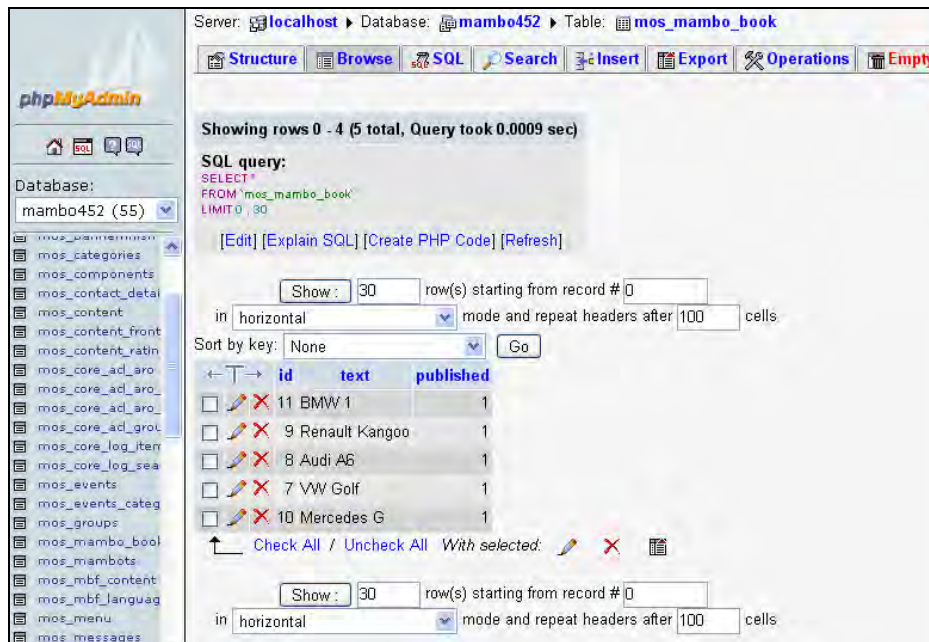 Server: localhost ▶ Database: mambo452 ▶ Table: mos_mambo_book
Structure Browse SQL Search Insert Export Operations Empty
phpMyAdmin
SQL
Database:
mambo452 (55)
mos_categories
mos_components
mos_contact_detai
mos_content
mos_content_front
mos_content_ratin
mos_core_acl_aro
mos_core_acl_aro_
mos_core_acl_aro_
mos_core_acl_grou
mos_core_log_item
mos_core_log_sea
mos_events
mos_events_categ
mos_groups
mos_mambo_bool
mos_mambots
mos_mbf_content
mos_mbf_languag
mos_menu
mos_messages
Showing rows 0 - 4 (5 total, Query took 0.0009 sec)
SQL query:
SELECT *
FROM `mos_mambo_book`
LIMIT 0 , 30
[Edit] [Explain SQL] [Create PHP Code] [Refresh]
Show : 30 row(s) starting from record # 0
in horizontal mode and repeat headers after 100 cells
Sort by key: None Go
←T→ id text published
11 BMW 1 1
9 Renault Kangoo 1
8 Audi A6 1
7 VW Golf 1
10 Mercedes G 1
Check All / Uncheck All With selected:
Show : 30 row(s) starting from record # 0
in horizontal mode and repeat headers after 100 cells